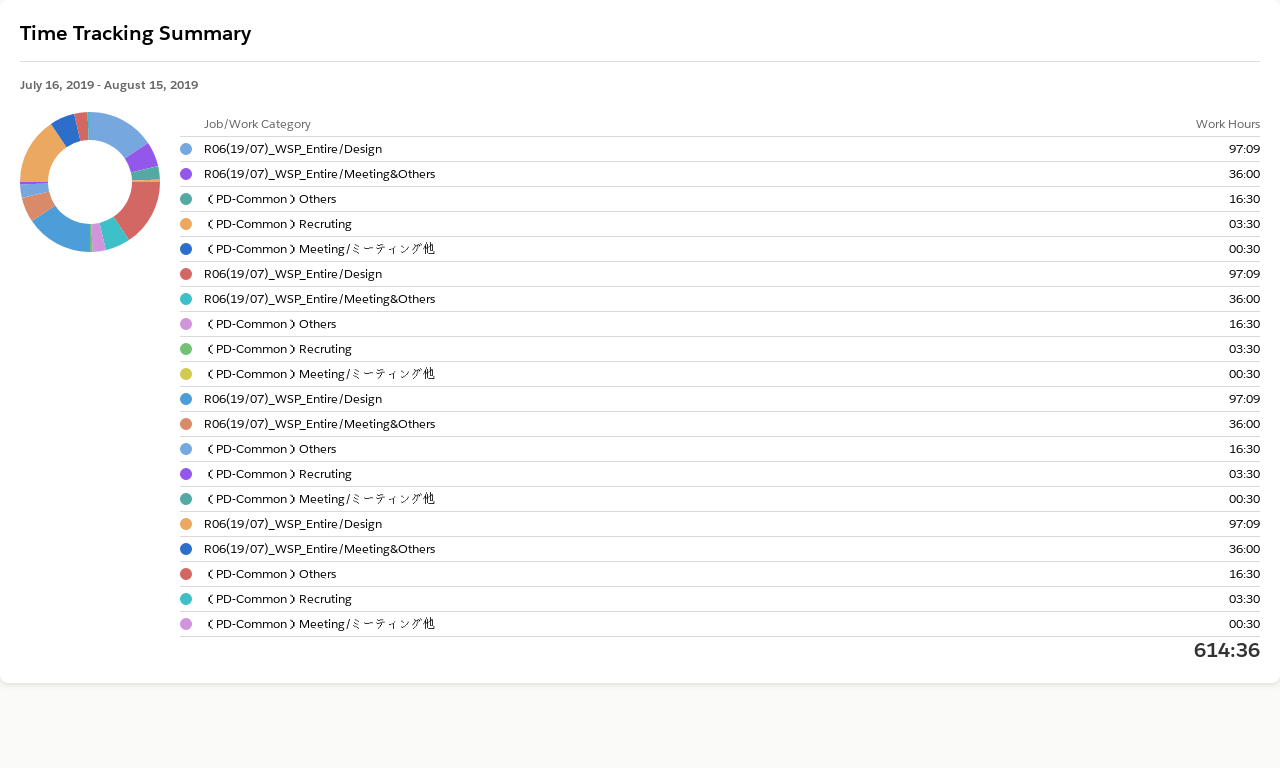 Time Tracking Summary
July 16, 2019 - August 15, 2019
Job/Work Category Work Hours
R06(19/07)_WSP_Entire/Design 97:09
R06(19/07)_WSP_Entire/Meeting&Others 36:00
（PD-Common）Others 16:30
（PD-Common）Recruting 03:30
（PD-Common）Meeting/ミーティング他 00:30
R06(19/07)_WSP_Entire/Design 97:09
R06(19/07)_WSP_Entire/Meeting&Others 36:00
（PD-Common）Others 16:30
（PD-Common）Recruting 03:30
（PD-Common）Meeting/ミーティング他 00:30
R06(19/07)_WSP_Entire/Design 97:09
R06(19/07)_WSP_Entire/Meeting&Others 36:00
（PD-Common）Others 16:30
（PD-Common）Recruting 03:30
（PD-Common）Meeting/ミーティング他 00:30
R06(19/07)_WSP_Entire/Design 97:09
R06(19/07)_WSP_Entire/Meeting&Others 36:00
（PD-Common）Others 16:30
（PD-Common）Recruting 03:30
（PD-Common）Meeting/ミーティング他 00:30
614:36